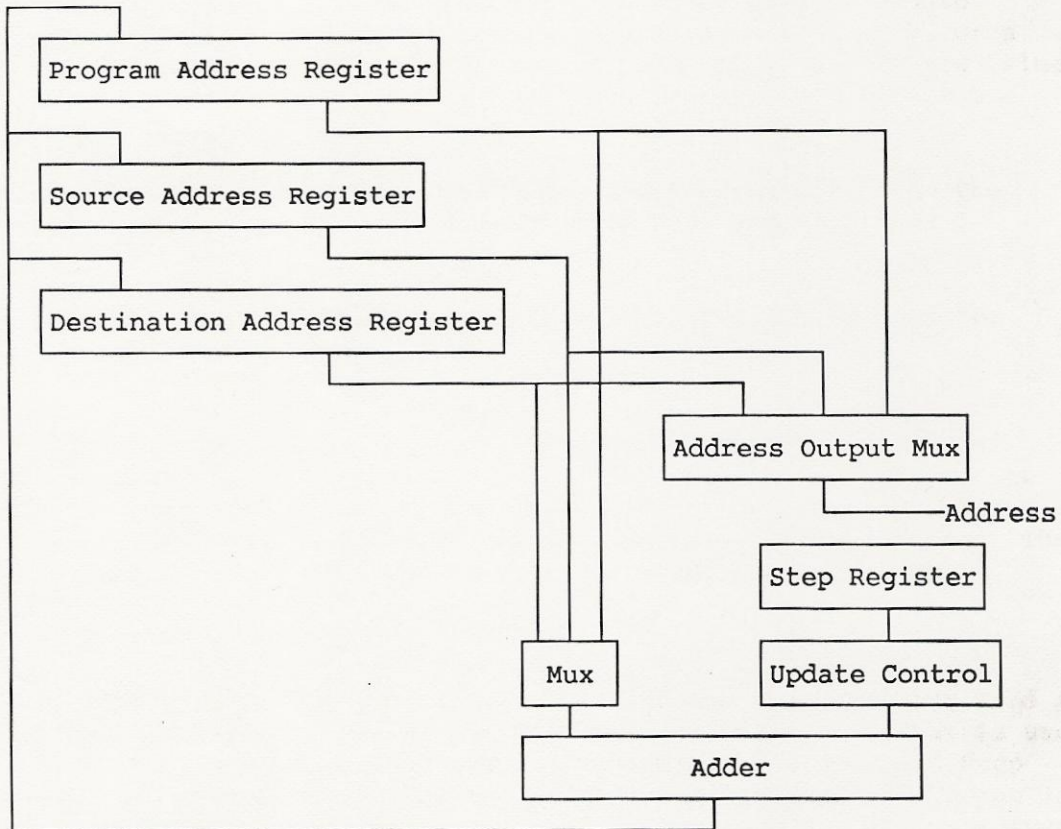 Program Address Register
Source Address Register
Destination Address Register
Address Output Mux
Address
Step Register
Mux
Update Control
Adder